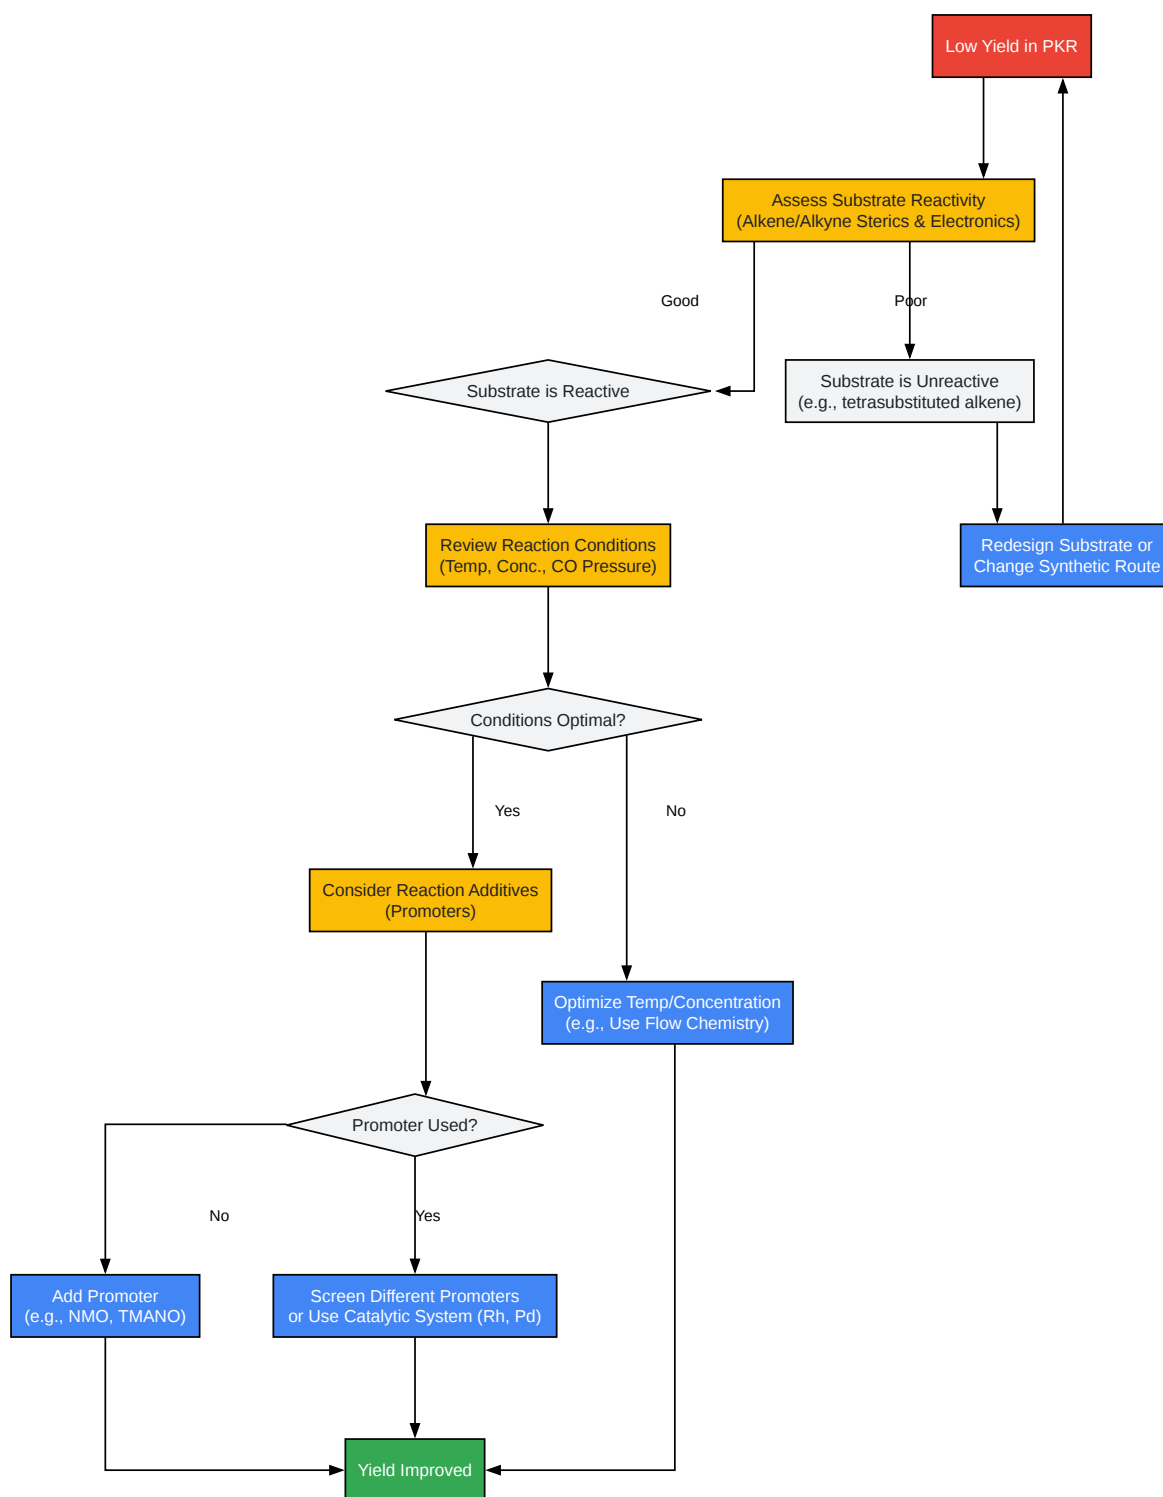 Low Yield in PKR
Assess Substrate Reactivity
(Alkene/Alkyne Sterics & Electronics)
Good
Poor
Substrate is Reactive
Substrate is Unreactive
(e.g., tetrasubstituted alkene)
Review Reaction Conditions
(Temp, Conc., CO Pressure)
Redesign Substrate or
Change Synthetic Route
Conditions Optimal?
Yes
No
Consider Reaction Additives
(Promoters)
Optimize Temp/Concentration
(e.g., Use Flow Chemistry)
Promoter Used?
No
Yes
Add Promoter
(e.g., NMO, TMANO)
Screen Different Promoters
or Use Catalytic System (Rh, Pd)
Yield Improved